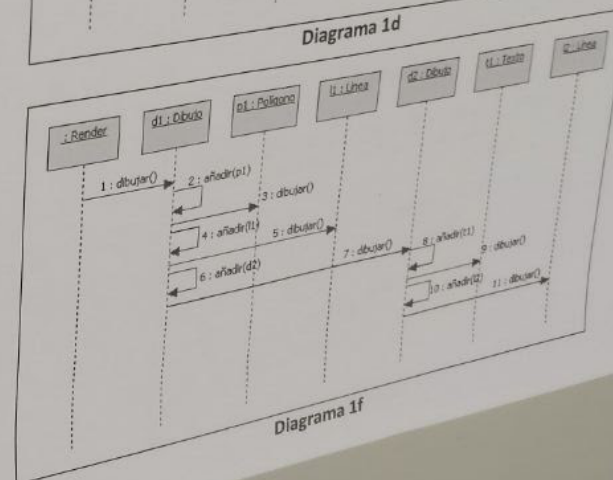 Diagrama 1d
: Render
d1 : Dibujo
p1 : Poligono
l1 : Linea
d2 : Dibujo
t1 : Texto
l2 : Linea
1 : dibujar()
2 : añadir(p1)
3 : dibujar()
4 : añadir(l1)
5 : dibujar()
6 : añadir(d2)
7 : dibujar()
8 : añadir(t1)
9 : dibujar()
10 : añadir(l2)
11 : dibujar()
Diagrama 1f